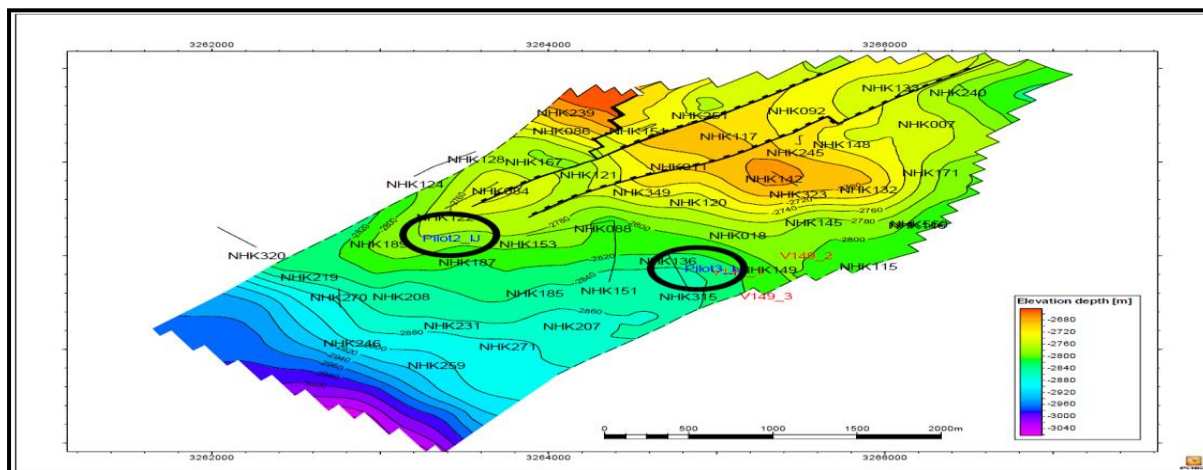 3262000 3264000 3266000
NHK133
NHK239 NHK251 NHK092 NHK240
NHK086 NHK154 NHK117 NHK007
NHK245 NHK148
NHK128 NHK167
NHK124 NHK084 NHK121 NHK011 NHK142 NHK171
NHK349 NHK323 NHK132
NHK122 NHK120
NHK145
Pilot2_IJ NHK088 NHK018
NHK189 NHK153
NHK320 NHK187 NHK136 V149_2
NHK149 NHK115
NHK219
NHK270 NHK208 NHK185 NHK151 NHK315 V149_3
NHK231 NHK207
NHK246 NHK271
NHK259
-2780
-2800
-2820
-2840
-2860
-2880
-2720
-2740
-2760
-2780
-2800
Elevation depth [m]
-2680
-2720
-2760
-2800
-2840
-2880
-2920
-2960
-3000
-3040
0 500 1000 1500 2000m
3262000 3264000 3266000